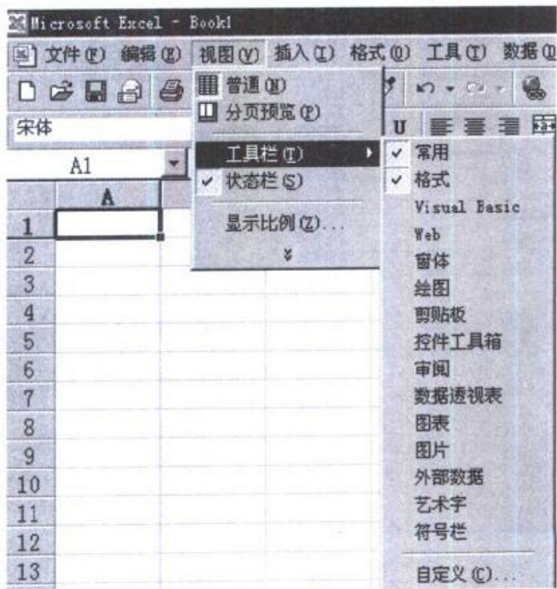 Microsoft Excel - Book1
文件(F) 编辑(E) 视图(V) 插入(I) 格式(O) 工具(T) 数据(D
宋体
普通(N)
分页预览(P)
工具栏(T)
状态栏(S)
显示比例(Z)...
U
常用
格式
Visual Basic
Web
窗体
绘图
剪贴板
控件工具箱
审阅
数据透视表
图表
图片
外部数据
艺术字
符号栏
自定义(C)...
A1
A
1
2
3
4
5
6
7
8
9
10
11
12
13